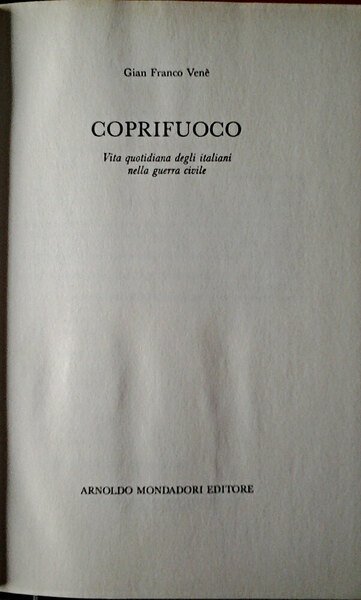 Gian Franco Venè
COPRIFUOCO
Vita quotidiana degli italiani
nella guerra civile
ARNOLDO MONDADORI EDITORE